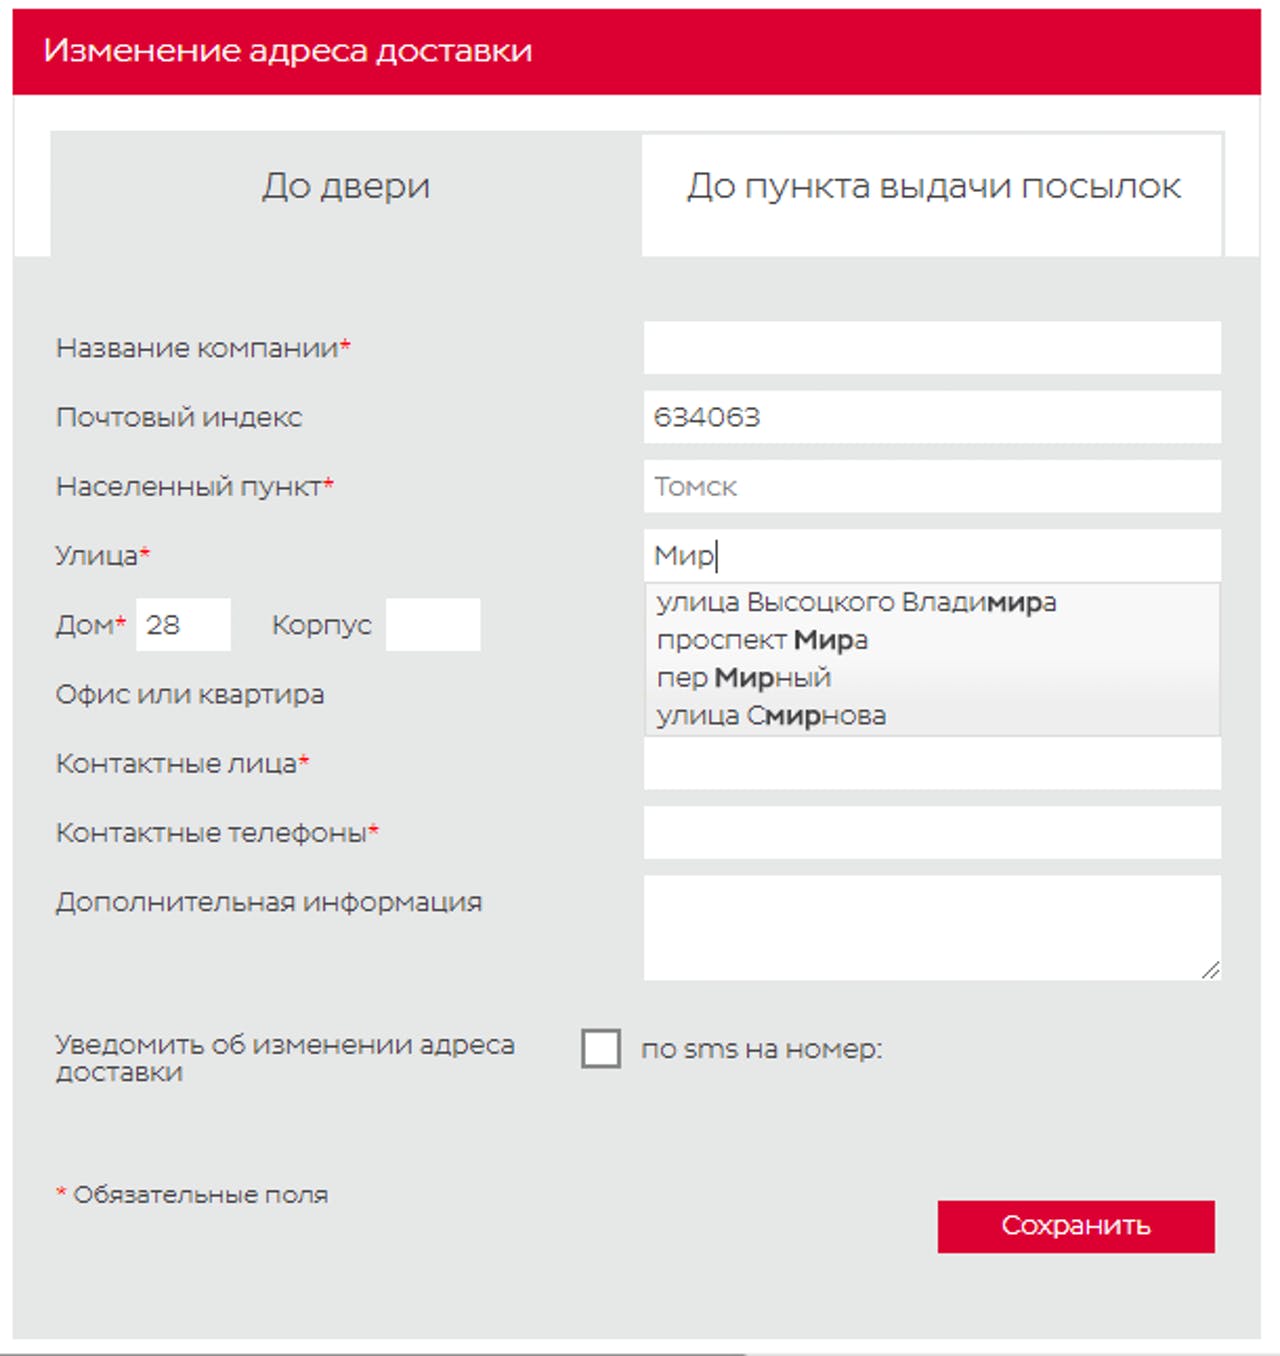 Изменение адреса доставки
До двери
До пункта выдачи посылок
Название компании*
Почтовый индекс 634063
Населенный пункт* Томск
Улица* Мир
улица Высоцкого Владимира
проспект Мира
пер Мирный
улица Смирнова
Дом* 28 Корпус
Офис или квартира
Контактные лица*
Контактные телефоны*
Дополнительная информация
Уведомить об изменении адреса
доставки
по sms на номер:
* Обязательные поля
Сохранить